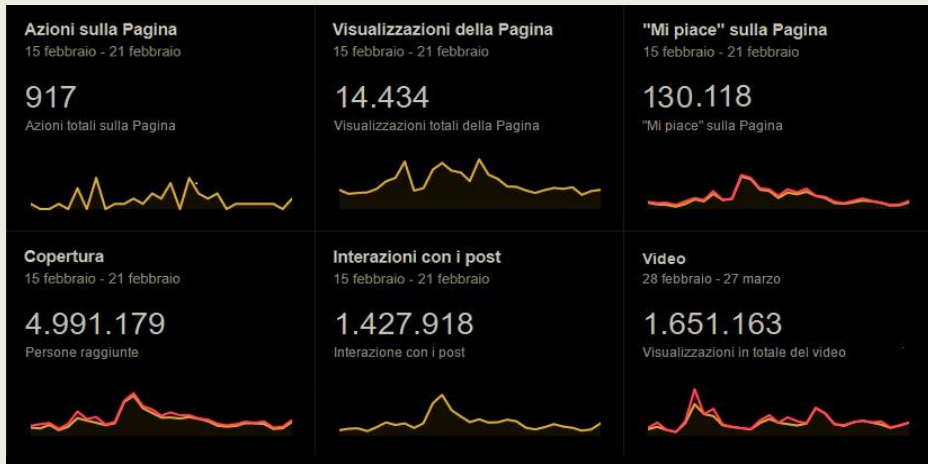 Azioni sulla Pagina
15 febbraio - 21 febbraio
917
Azioni totali sulla Pagina
Visualizzazioni della Pagina
15 febbraio - 21 febbraio
14.434
Visualizzazioni totali della Pagina
"Mi piace" sulla Pagina
15 febbraio - 21 febbraio
130.118
"Mi piace" sulla Pagina
Copertura
15 febbraio - 21 febbraio
4.991.179
Persone raggiunte
Interazioni con i post
15 febbraio - 21 febbraio
1.427.918
Interazione con i post
Video
28 febbraio - 27 marzo
1.651.163
Visualizzazioni in totale del video